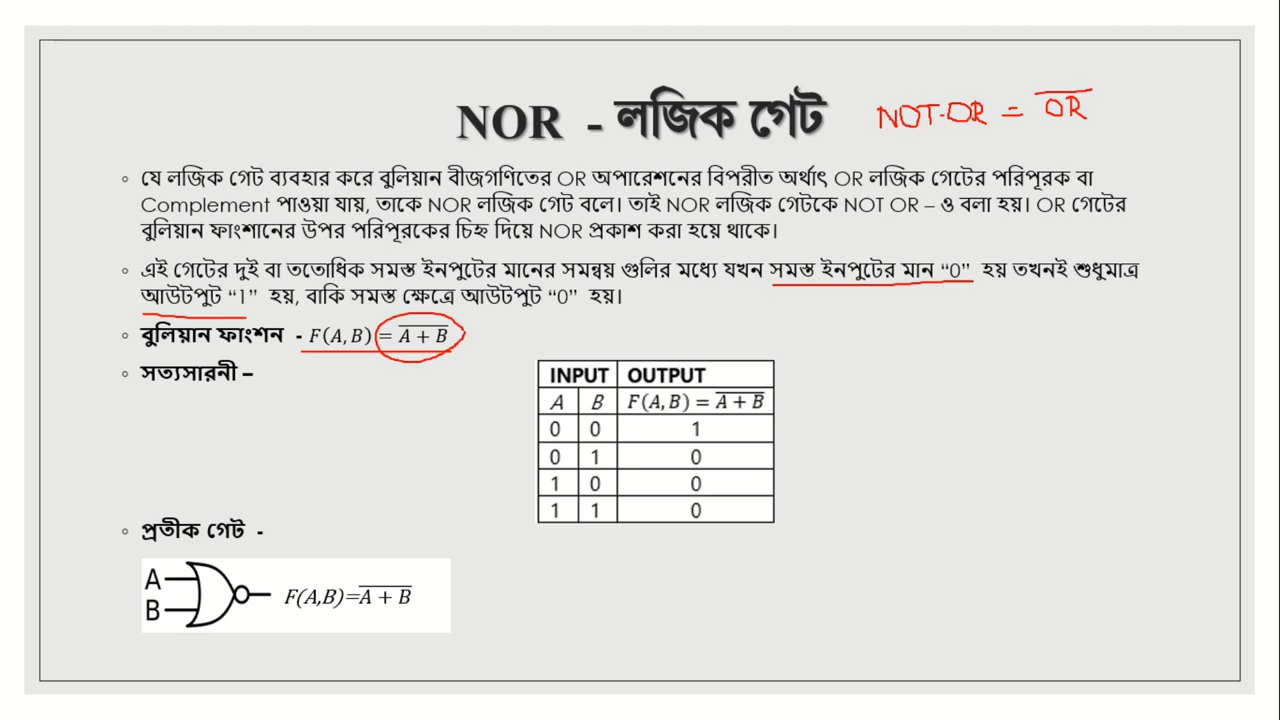 NOR - লজিক গেট
NOT-OR = \overline{OR}
◦ যে লজিক গেট ব্যবহার করে বুলিয়ান বীজগণিতের OR অপারেশনের বিপরীত অর্থাৎ OR লজিক গেটের পরিপূরক বা
Complement পাওয়া যায়, তাকে NOR লজিক গেট বলে। তাই NOR লজিক গেটকে NOT OR – ও বলা হয়। OR গেটের
বুলিয়ান ফাংশানের উপর পরিপূরকের চিহ্ন দিয়ে NOR প্রকাশ করা হয়ে থাকে।
◦ এই গেটের দুই বা ততোধিক সমস্ত ইনপুটের মানের সমন্বয় গুলির মধ্যে যখন সমস্ত ইনপুটের মান “0” হয় তখনই শুধুমাত্র
আউটপুট “1” হয়, বাকি সমস্ত ক্ষেত্রে আউটপুট “0” হয়।
◦ বুলিয়ান ফাংশন - F(A, B) = \overline{A + B}
◦ সত্যসারনী –
INPUT OUTPUT
A B F(A, B) = \overline{A + B}
0 0 1
0 1 0
1 0 0
1 1 0
◦ প্রতীক গেট -
A
B
F(A,B)=\overline{A + B}